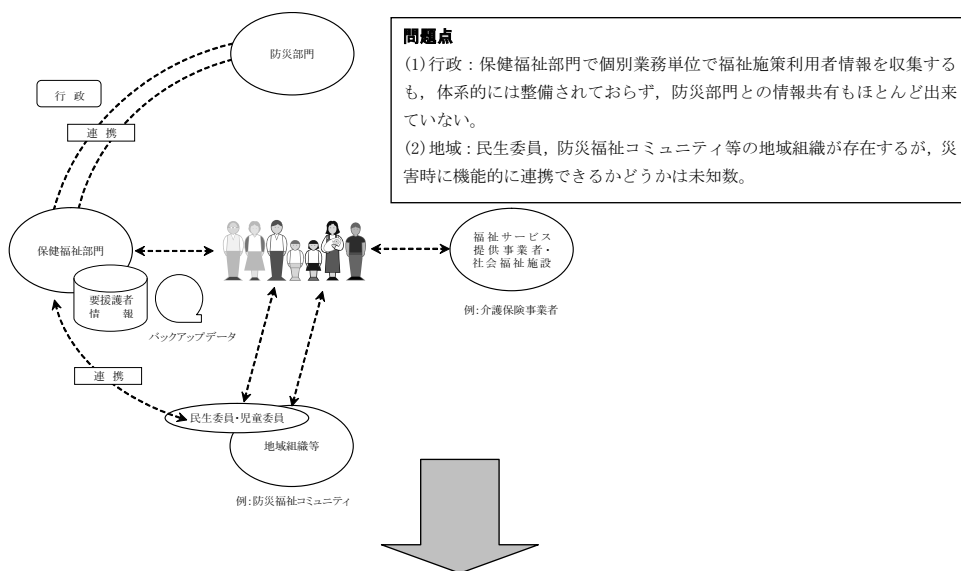 防災部門
行 政
連 携
保健福祉部門
要援護者
情 報
バックアップデータ
連 携
民生委員・児童委員
地域組織等
例:防災福祉コミュニティ
福祉サービス
提供事業者・
社会福祉施設
例:介護保険事業者
問題点
(1)行政：保健福祉部門で個別業務単位で福祉施策利用者情報を収集する
も，体系的には整備されておらず，防災部門との情報共有もほとんど出来
ていない。
(2)地域：民生委員，防災福祉コミュニティ等の地域組織が存在するが，災
害時に機能的に連携できるかどうかは未知数。